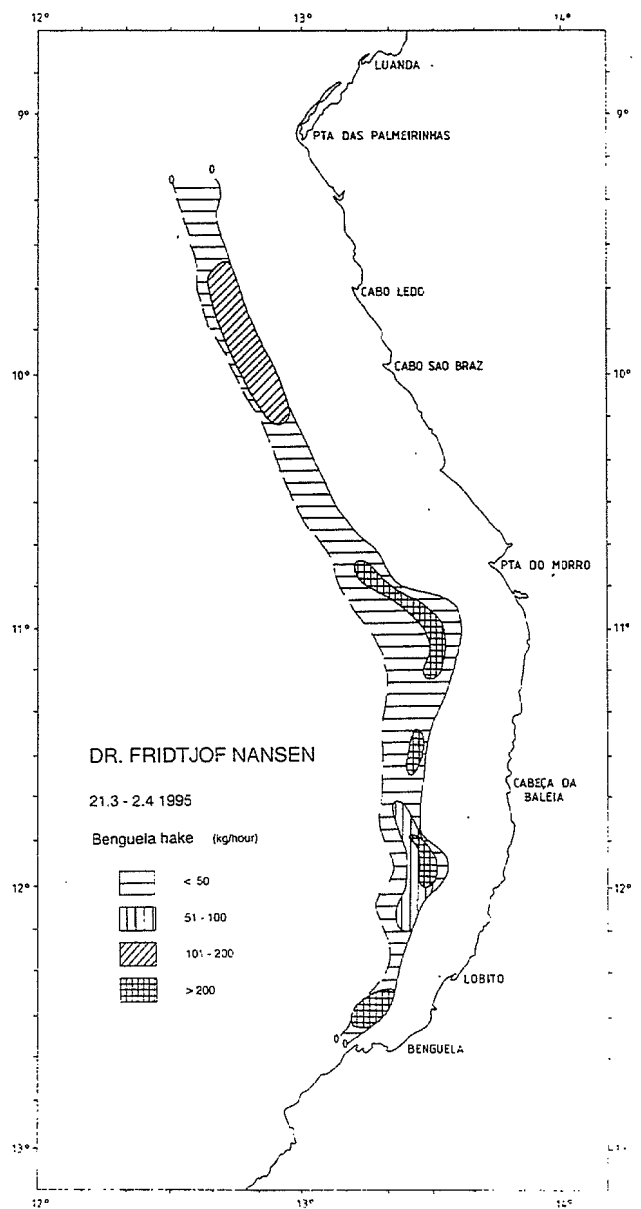 12°
13°
14°
LUANDA
9°
9°
PTA DAS PALMEIRINHAS
0
0
CABO LEDO
CABO SAO BRAZ
10°
10°
PTA DO MORRO
11°
11°
DR. FRIDTJOF NANSEN
21.3 - 2.4 1995
Benguela hake (kg/hour)
CABEÇA DA
BALEIA
< 50
12°
12°
51 - 100
101 - 200
> 200
LOBITO
0
0
BENGUELA
13°
12°
13°
14°